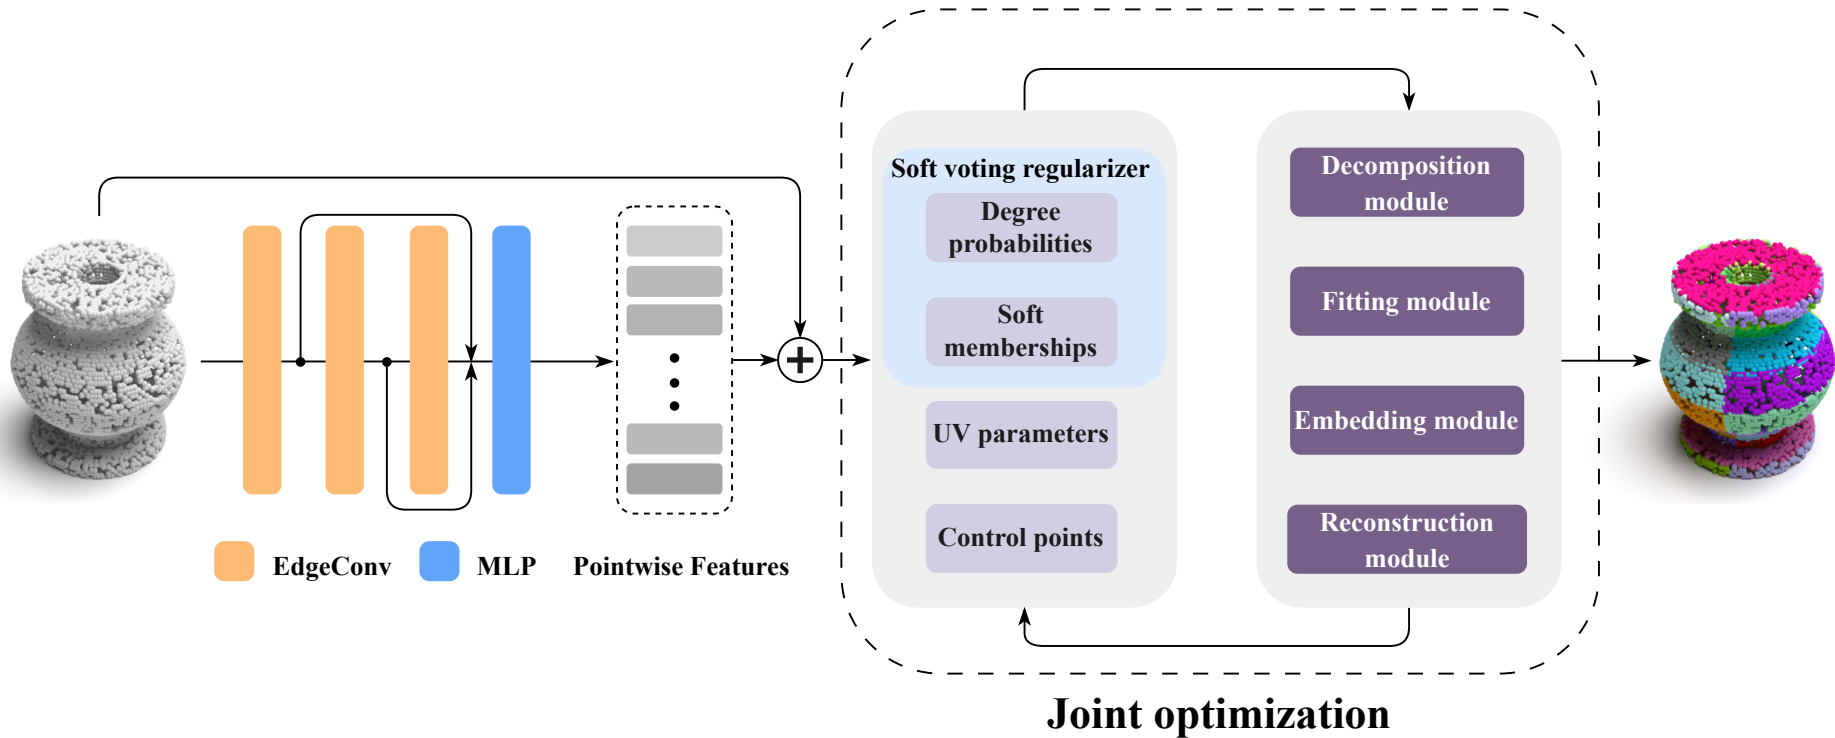 Soft voting regularizer
Degree
probabilities
Soft
memberships
UV parameters
Control points
Decomposition
module
Fitting module
Embedding module
Reconstruction
module
EdgeConv
MLP
Pointwise Features
Joint optimization